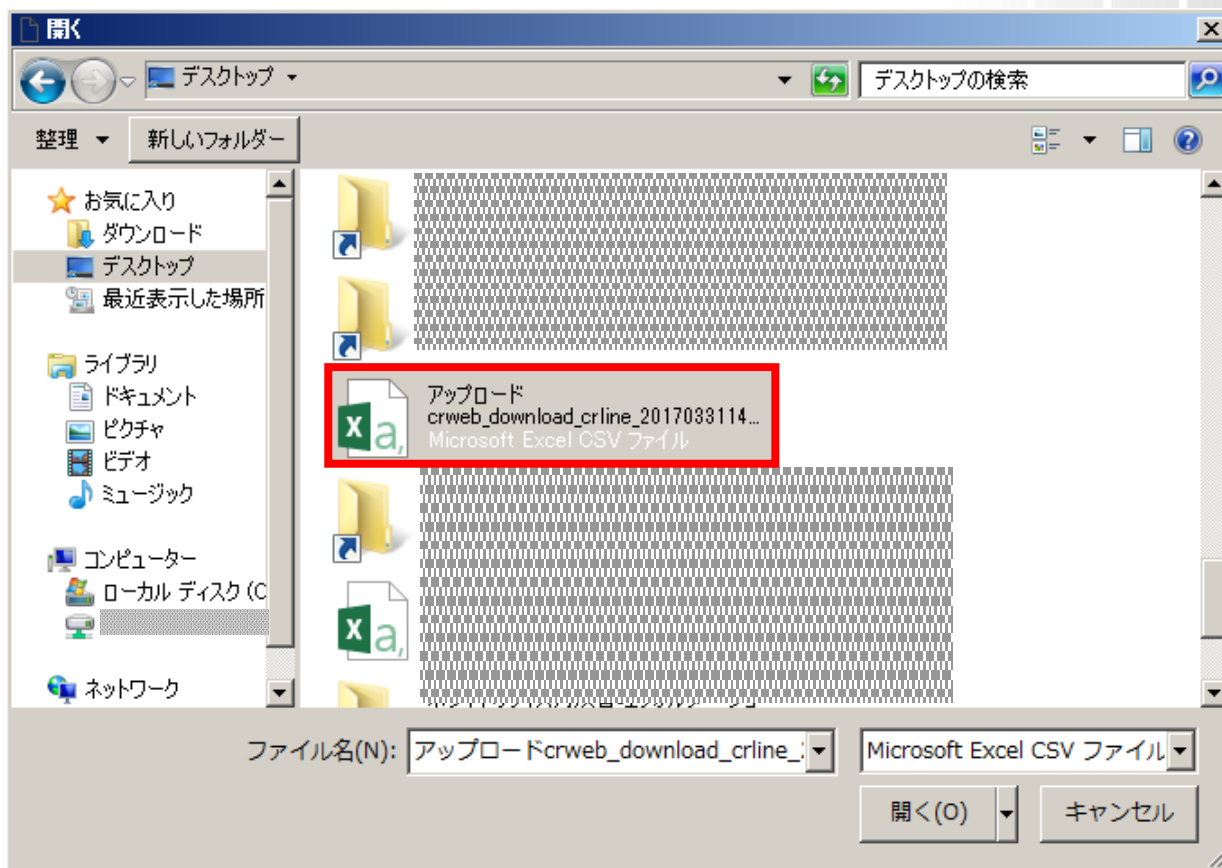 開く
デスクトップ
デスクトップの検索
整理
新しいフォルダー
お気に入り
ダウンロード
デスクトップ
最近表示した場所
ライブラリ
ドキュメント
ピクチャ
ビデオ
ミュージック
コンピューター
ローカル ディスク (C
ネットワーク
アップロード
crweb_download_crline_2017033114...
Microsoft Excel CSV ファイル
ファイル名(N):
アップロードcrweb_download_crline_
Microsoft Excel CSV ファイル
開く(O)
キャンセル